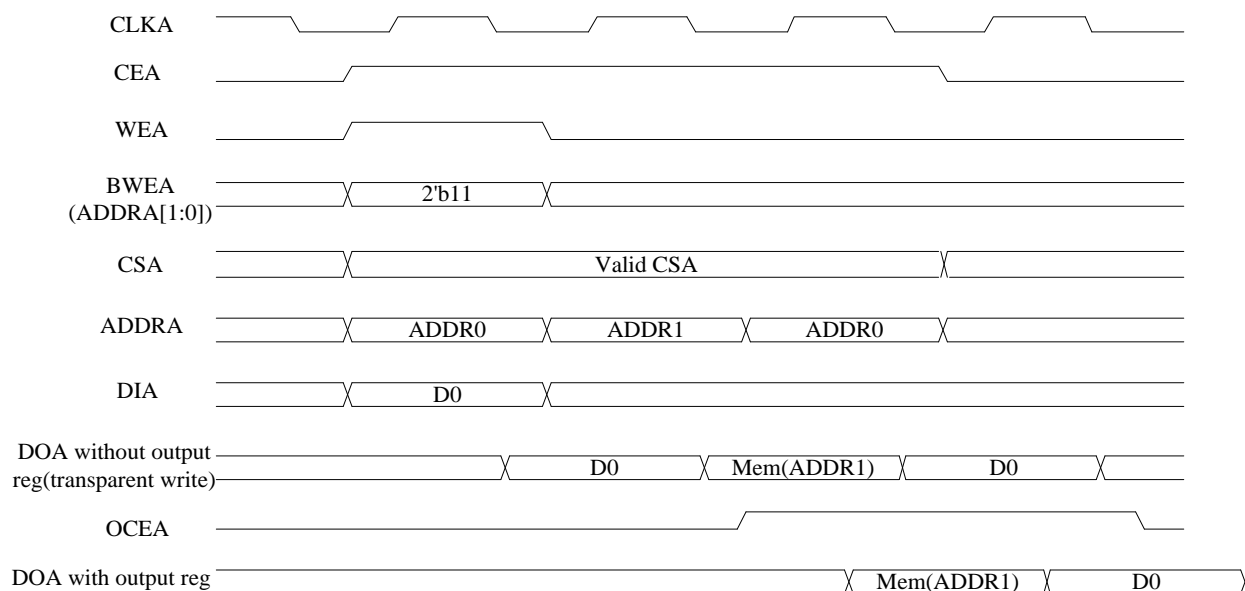 CLKA
CEA
WEA
BWEA
(ADDRA[1:0])
2'b11
CSA
Valid CSA
ADDRA
ADDR0
ADDR1
ADDR0
DIA
D0
DOA without output
reg(transparent write)
D0
Mem(ADDR1)
D0
OCEA
DOA with output reg
Mem(ADDR1)
D0